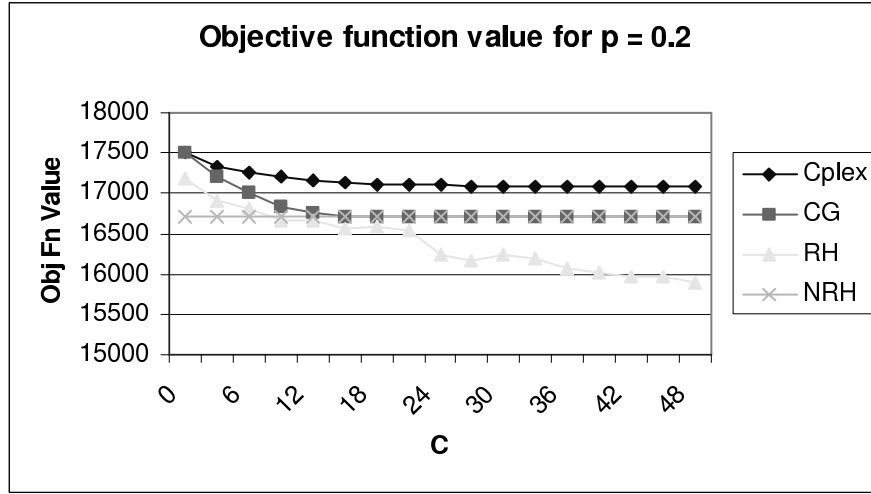 Objective function value for p = 0.2
18000
17500
17000
16500
16000
15500
15000
Obj Fn Value
0
6
12
18
24
30
36
42
48
C
Cplex
CG
RH
NRH